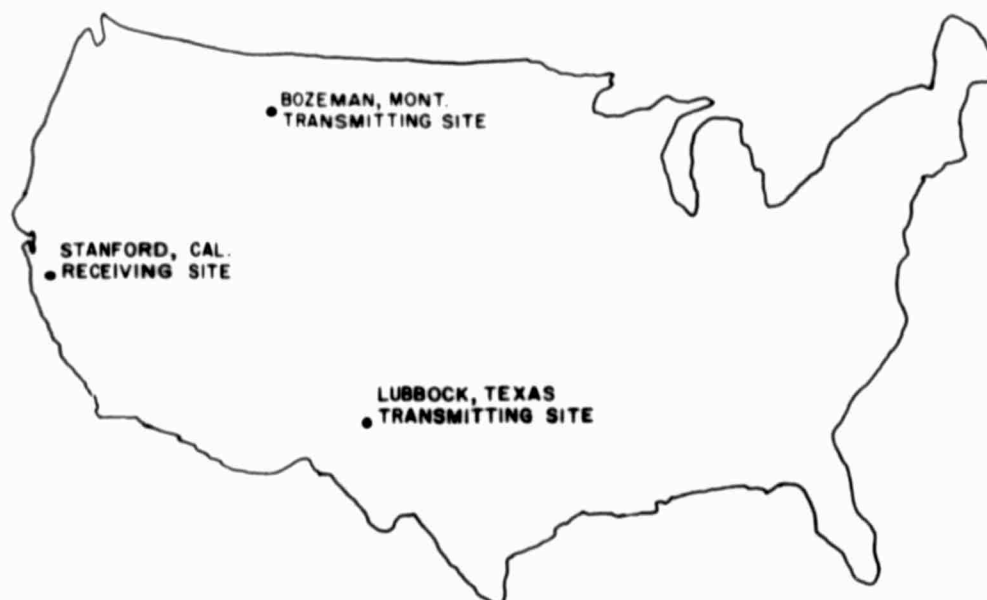 BOZEMAN, MONT.
TRANSMITTING SITE
STANFORD, CAL.
RECEIVING SITE
LUBBOCK, TEXAS
TRANSMITTING SITE